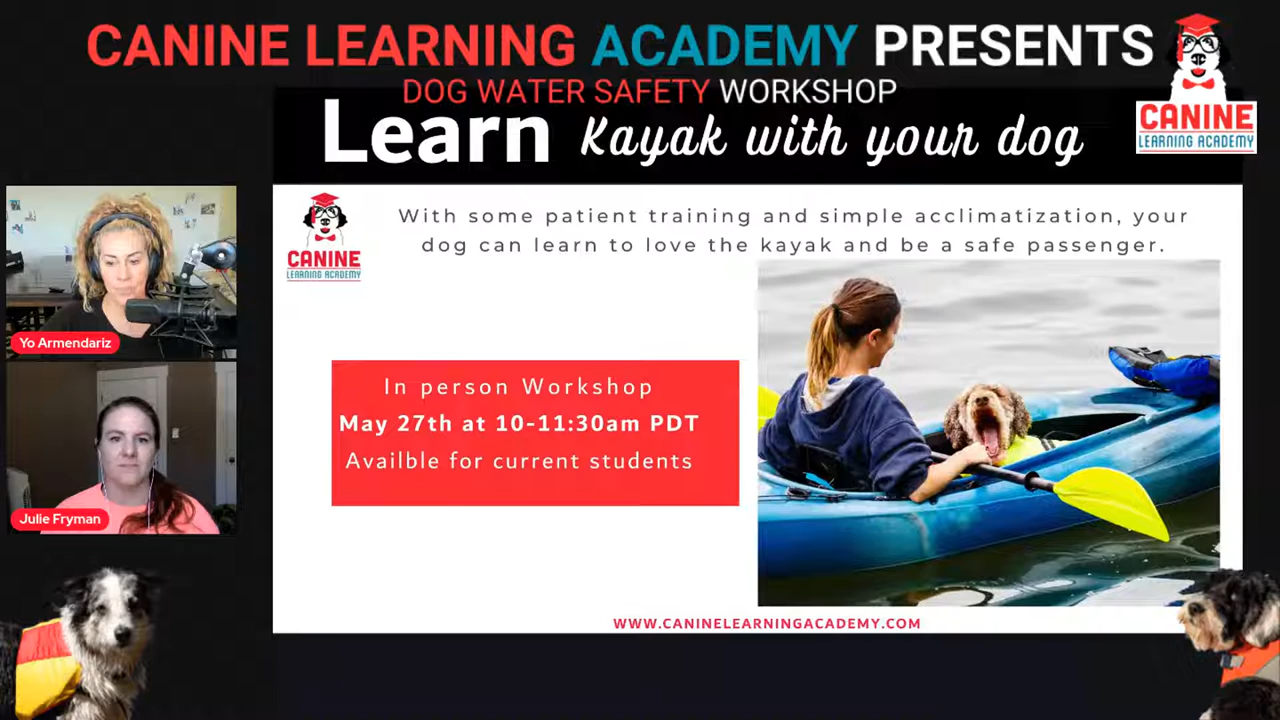 CANINE LEARNING ACADEMY PRESENTS
DOG WATER SAFETY WORKSHOP
CANINE
LEARNING ACADEMY
Learn Kayak with your dog
CANINE
LEARNING ACADEMY
With some patient training and simple acclimatization, your
dog can learn to love the kayak and be a safe passenger.
In person Workshop
May 27th at 10-11:30am PDT
Availble for current students
Yo Armendariz
Julie Fryman
WWW.CANINELEARNINGACADEMY.COM